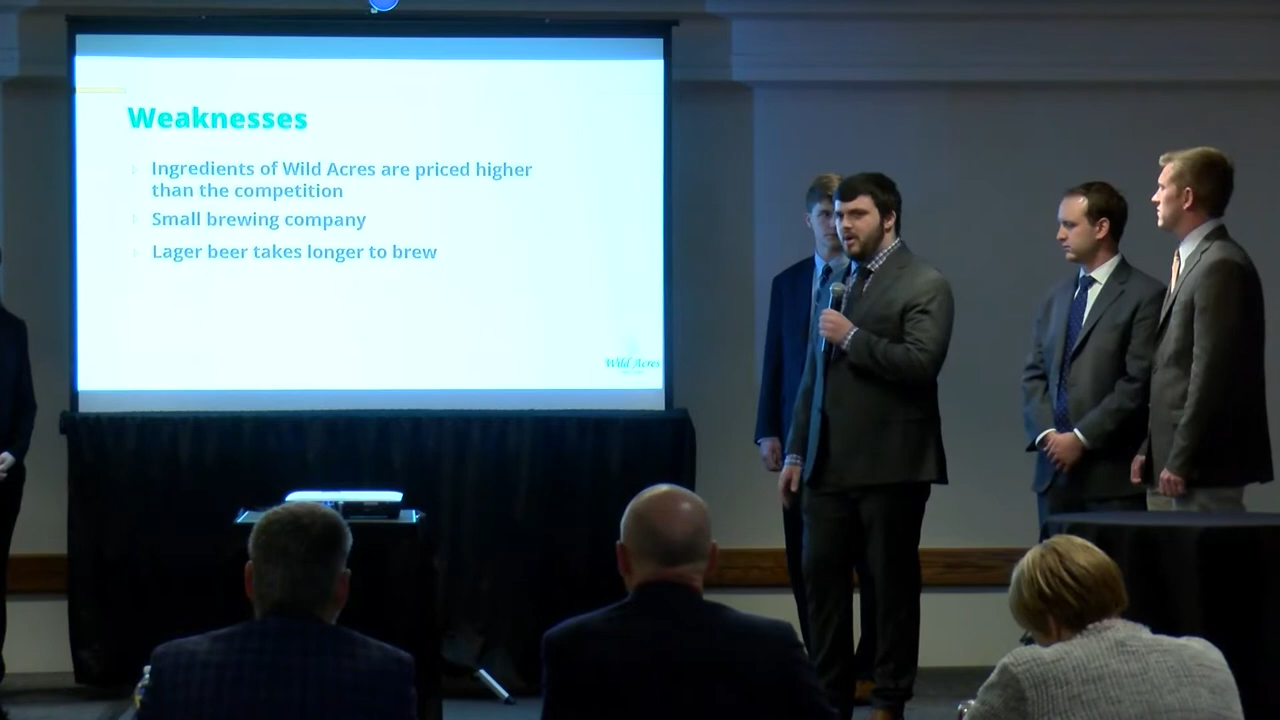 Weaknesses
Ingredients of Wild Acres are priced higher
than the competition
Small brewing company
Lager beer takes longer to brew
Wild Acres